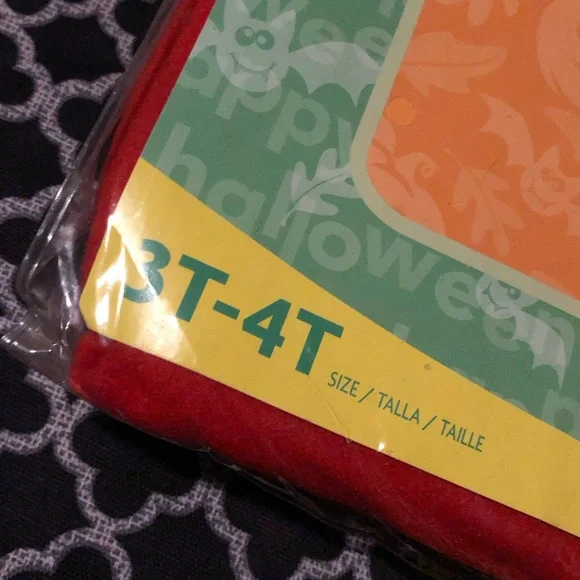 happy
halloween
3T-4T
SIZE / TALLA / TAILLE